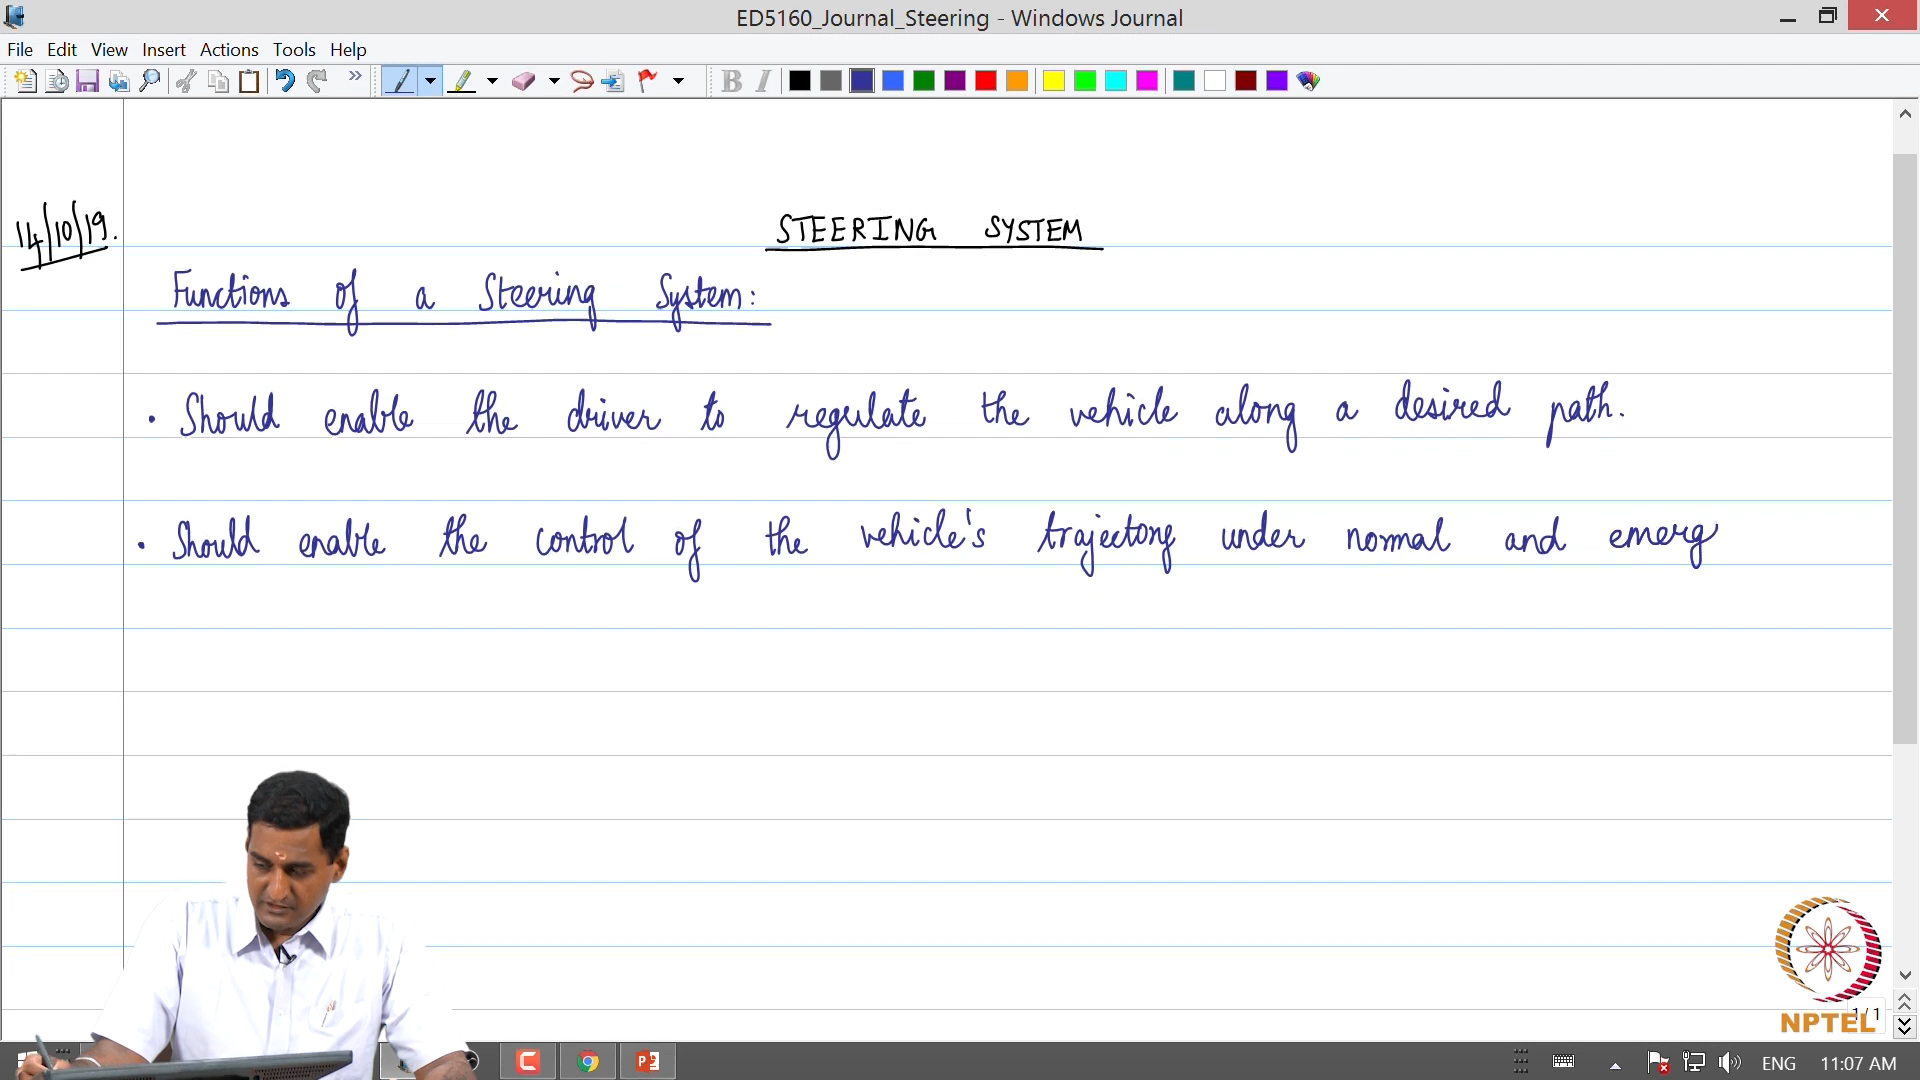 ED5160_Journal_Steering - Windows Journal
File Edit View Insert Actions Tools Help
B I
14/10/19.
STEERING SYSTEM
Functions of a Steering System:
• Should enable the driver to regulate the vehicle along a desired path.
• Should enable the control of the vehicle's trajectory under normal and emerg
NPTEL
1/1
ENG 11:07 AM